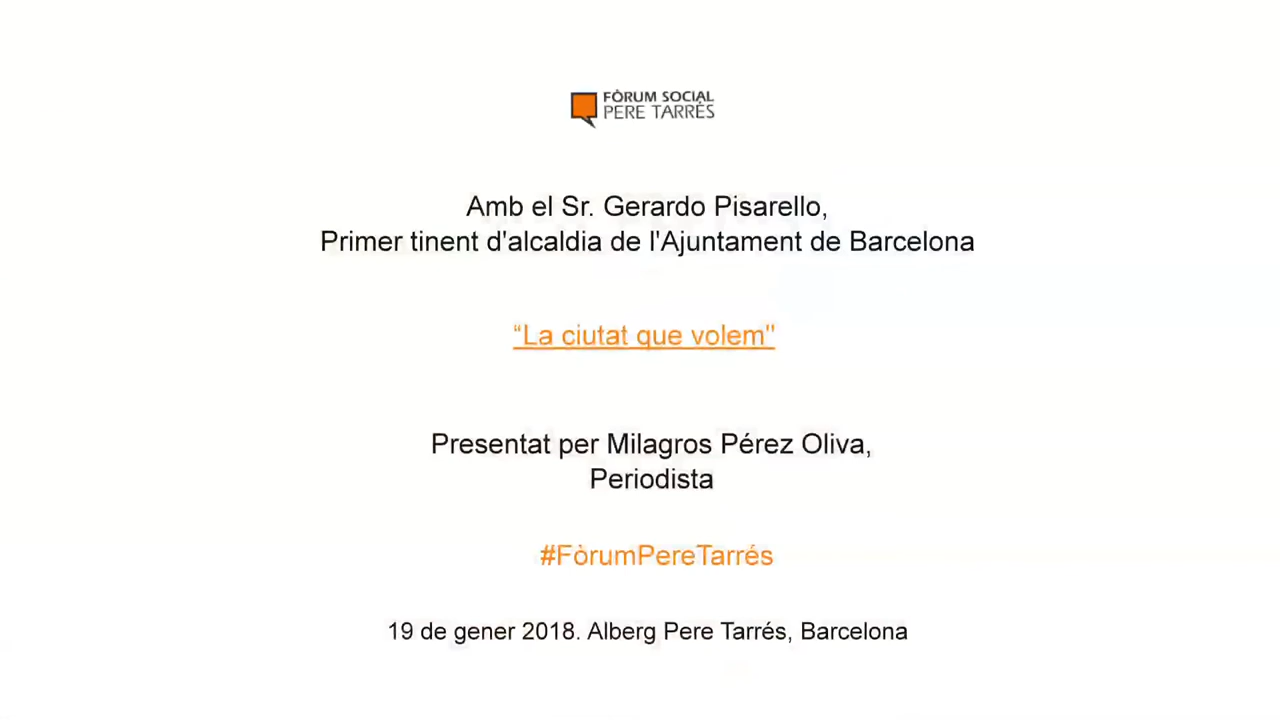 FÒRUM SOCIAL
PERE TARRÉS
Amb el Sr. Gerardo Pisarello,
Primer tinent d'alcaldia de l'Ajuntament de Barcelona
“La ciutat que volem"
Presentat per Milagros Pérez Oliva,
Periodista
#FòrumPereTarrés
19 de gener 2018. Alberg Pere Tarrés, Barcelona